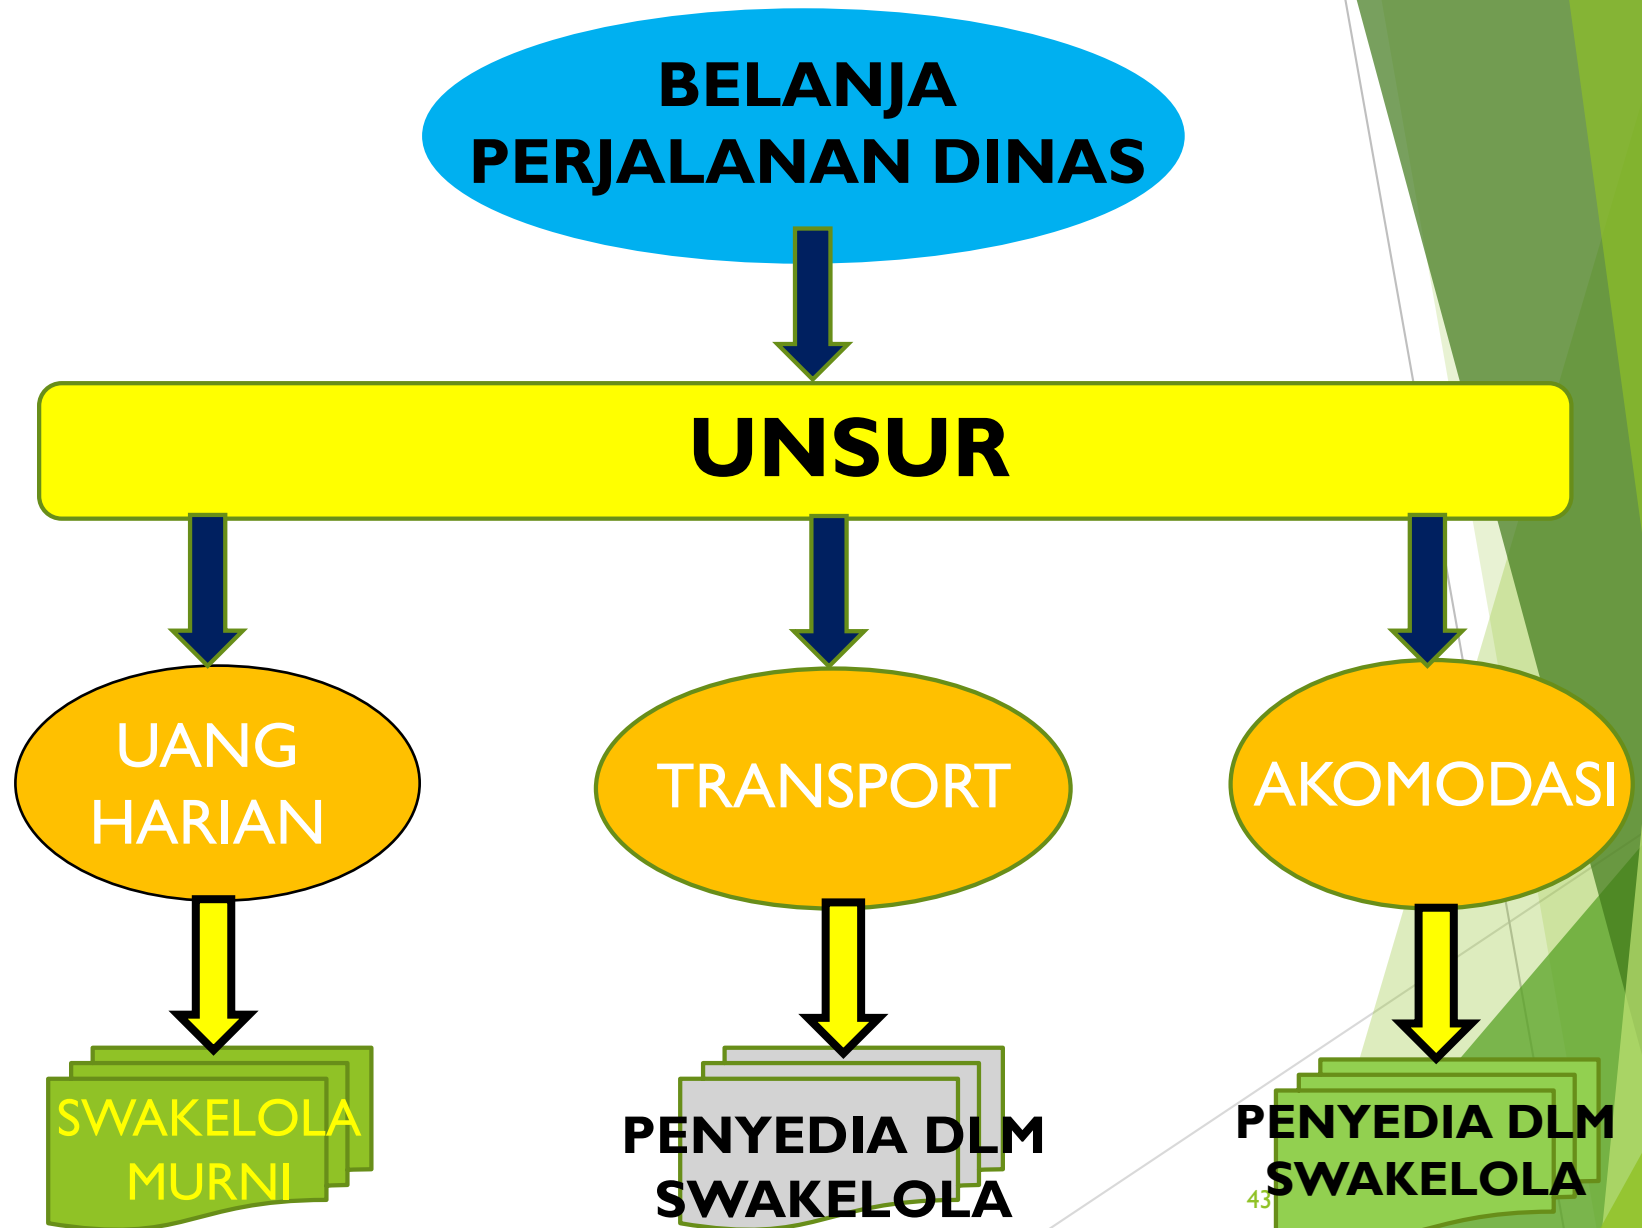 BELANJA
PERJALANAN DINAS
UNSUR
UANG
HARIAN
TRANSPORT
AKOMODASI
SWAKELOLA
MURNI
PENYEDIA DLM
SWAKELOLA
PENYEDIA DLM
SWAKELOLA
43